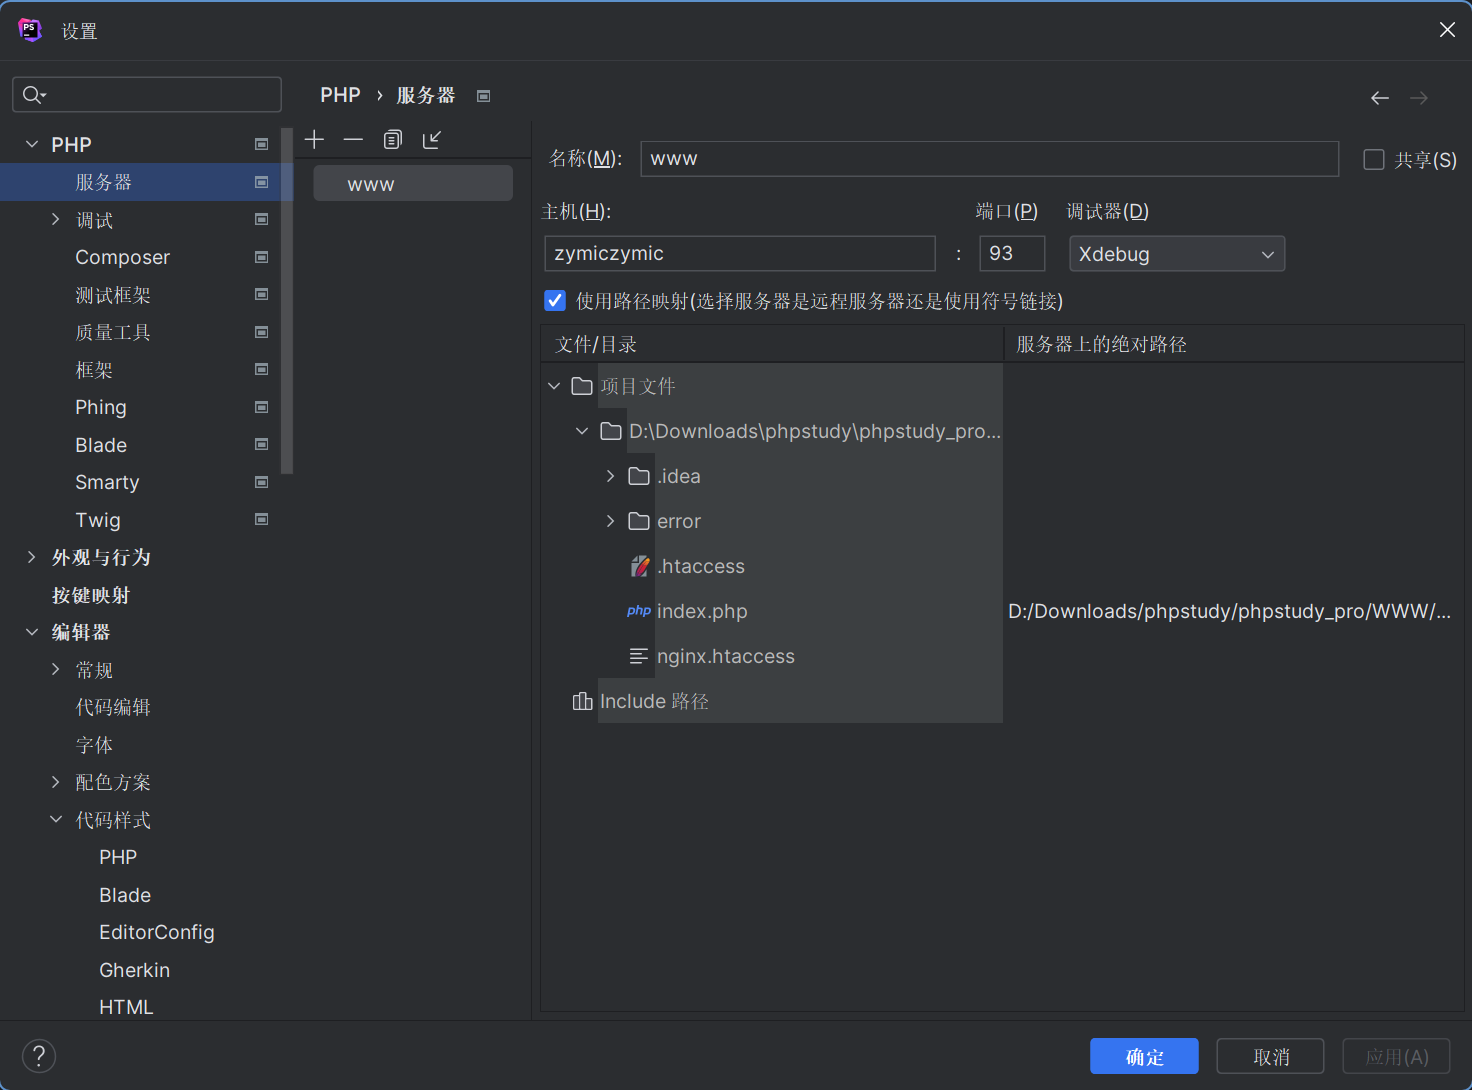 设置
PHP › 服务器
PHP
服务器
调试
Composer
测试框架
质量工具
框架
Phing
Blade
Smarty
Twig
外观与行为
按键映射
编辑器
常规
代码编辑
字体
配色方案
代码样式
PHP
Blade
EditorConfig
Gherkin
HTML
www
名称(M): www
共享(S)
主机(H): 端口(P) 调试器(D)
zymiczymic : 93 Xdebug
使用路径映射(选择服务器是远程服务器还是使用符号链接)
文件/目录 服务器上的绝对路径
项目文件
D:\Downloads\phpstudy\phpstudy_pro...
.idea
error
.htaccess
php index.php D:/Downloads/phpstudy/phpstudy_pro/WWW/...
nginx.htaccess
Include 路径
? 确定 取消 应用(A)